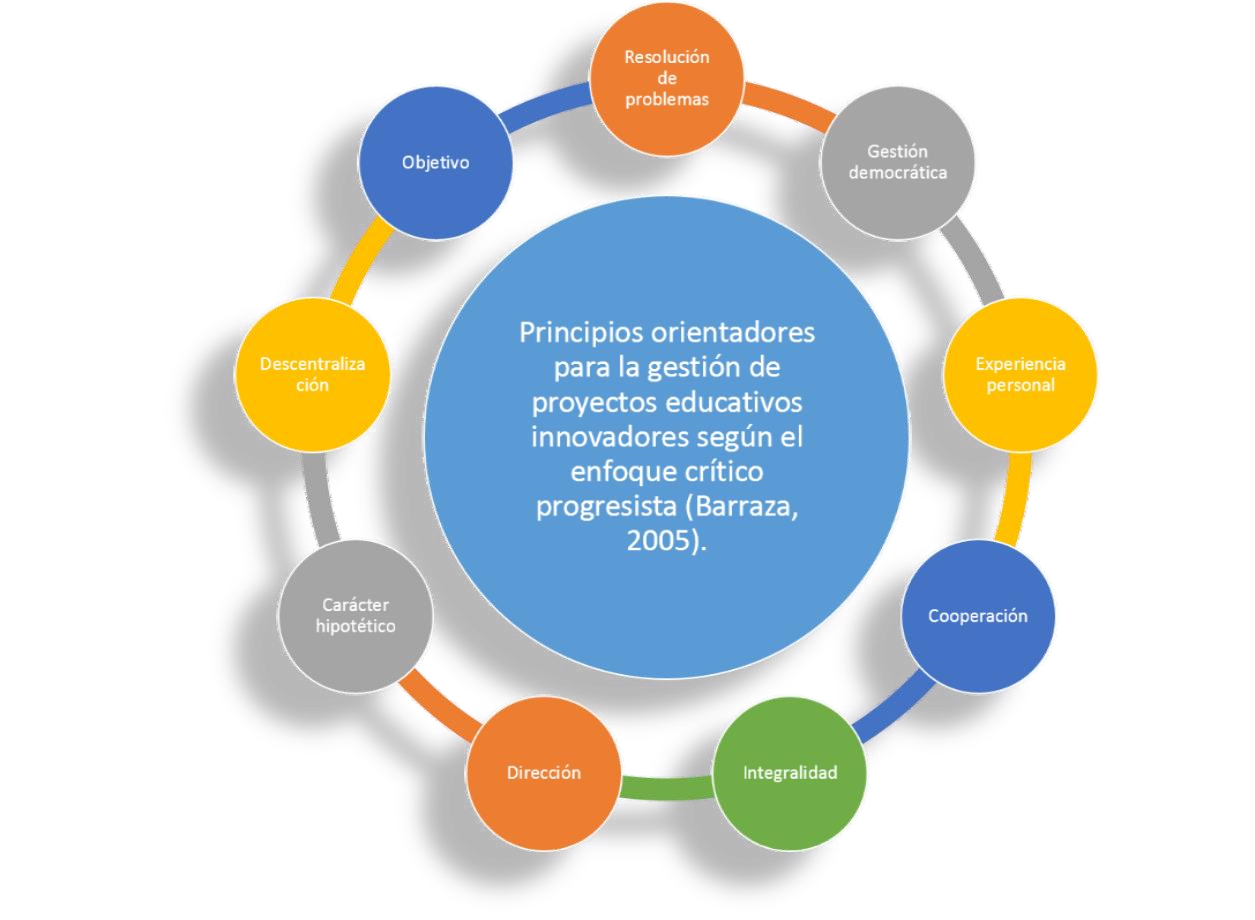 Resolución
de
problemas
Gestión
democrática
Experiencia
personal
Cooperación
Integralidad
Dirección
Carácter
hipotético
Descentraliza
ción
Objetivo
Principios orientadores
para la gestión de
proyectos educativos
innovadores según el
enfoque crítico
progresista (Barraza,
2005).